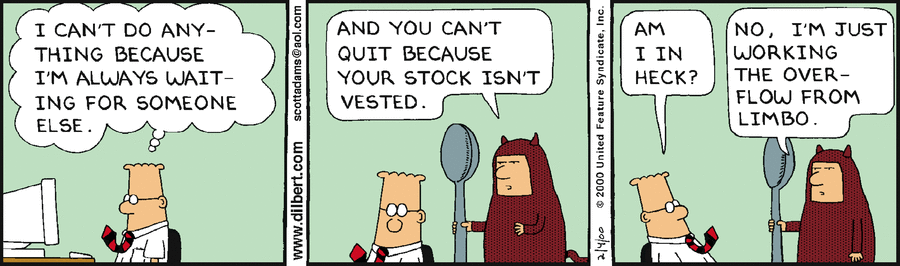 I CAN'T DO ANY-
THING BECAUSE
I'M ALWAYS WAIT-
ING FOR SOMEONE
ELSE.
www.dilbert.com
scottadams@aol.com
AND YOU CAN'T
QUIT BECAUSE
YOUR STOCK ISN'T
VESTED.
2/4/00
© 2000 United Feature Syndicate, Inc.
AM
I IN
HECK?
NO, I'M JUST
WORKING
THE OVER-
FLOW FROM
LIMBO.